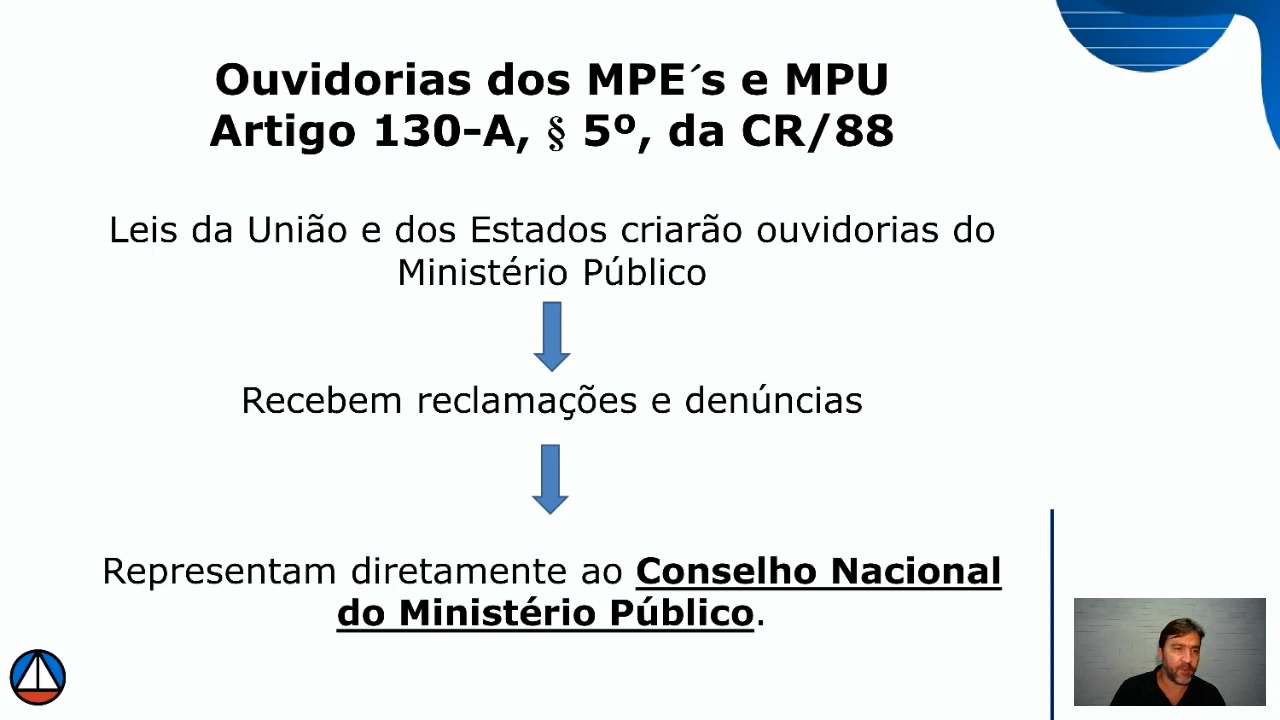 Ouvidorias dos MPE´s e MPU
Artigo 130-A, § 5º, da CR/88
Leis da União e dos Estados criarão ouvidorias do
Ministério Público
Recebem reclamações e denúncias
Representam diretamente ao Conselho Nacional
do Ministério Público.